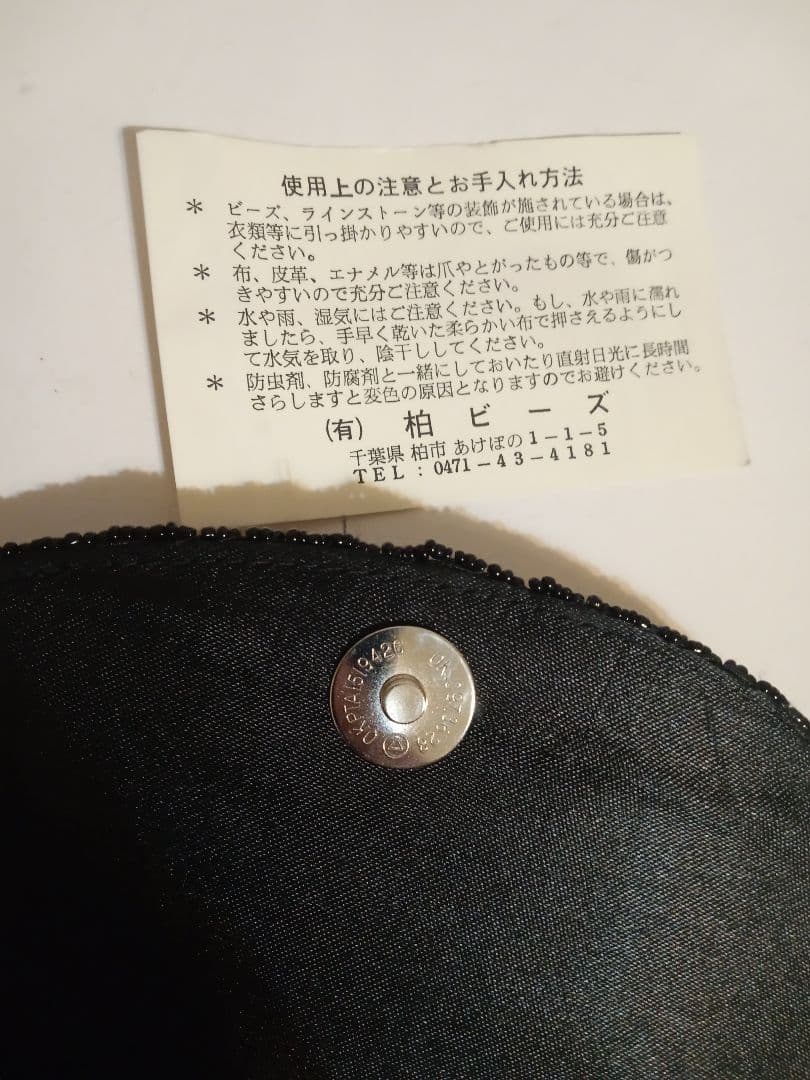 使用上の注意とお手入れ方法
* ビーズ、ラインストーン等の装飾が施されている場合は、
衣類等に引っ掛かりやすいので、ご使用には充分ご注意
ください。
* 布、皮革、エナメル等は爪やとがったもの等で、傷がつ
きやすいので充分ご注意ください。
* 水や雨、湿気にはご注意ください。もし、水や雨に濡れ
ましたら、手早く乾いた柔らかい布で押さえるようにし
て水気を取り、陰干ししてください。
* 防虫剤、防腐剤と一緒にしておいたり直射日光に長時間
さらしますと変色の原因となりますのでお避けください。
(有) 柏ビーズ
千葉県 柏市 あけぼの1-1-5
TEL : 0471-43-4181